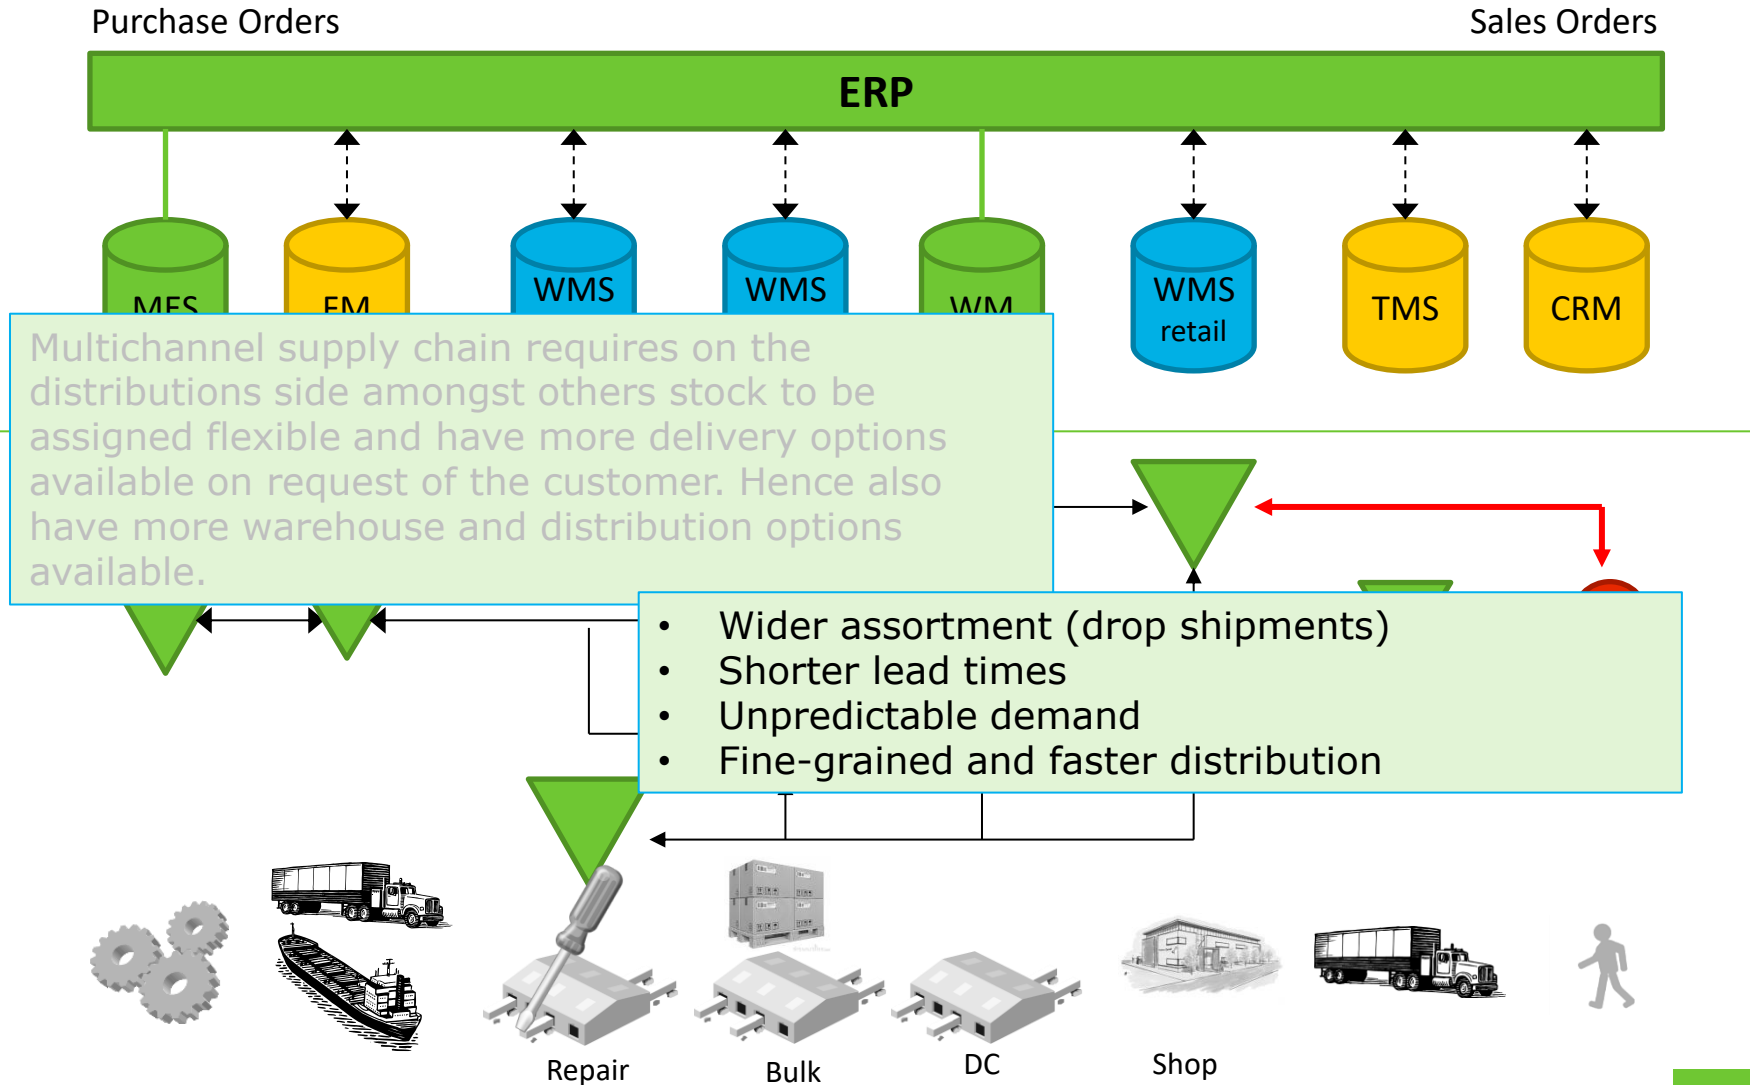 Purchase Orders
Sales Orders
ERP
MES
FM
WMS
WMS
WM
WMS
retail
TMS
CRM
Multichannel supply chain requires on the
distributions side amongst others stock to be
assigned flexible and have more delivery options
available on request of the customer. Hence also
have more warehouse and distribution options
available.
• Wider assortment (drop shipments)
• Shorter lead times
• Unpredictable demand
• Fine-grained and faster distribution
Repair
Bulk
DC
Shop